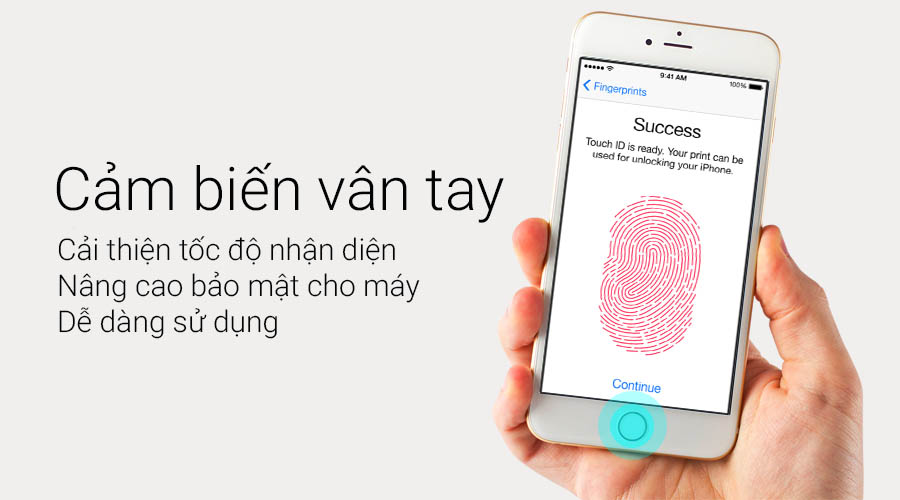 Cảm biến vân tay
Cải thiện tốc độ nhận diện
Nâng cao bảo mật cho máy
Dễ dàng sử dụng
9:41 AM
100%
Fingerprints
Success
Touch ID is ready. Your print can be
used for unlocking your iPhone.
Continue